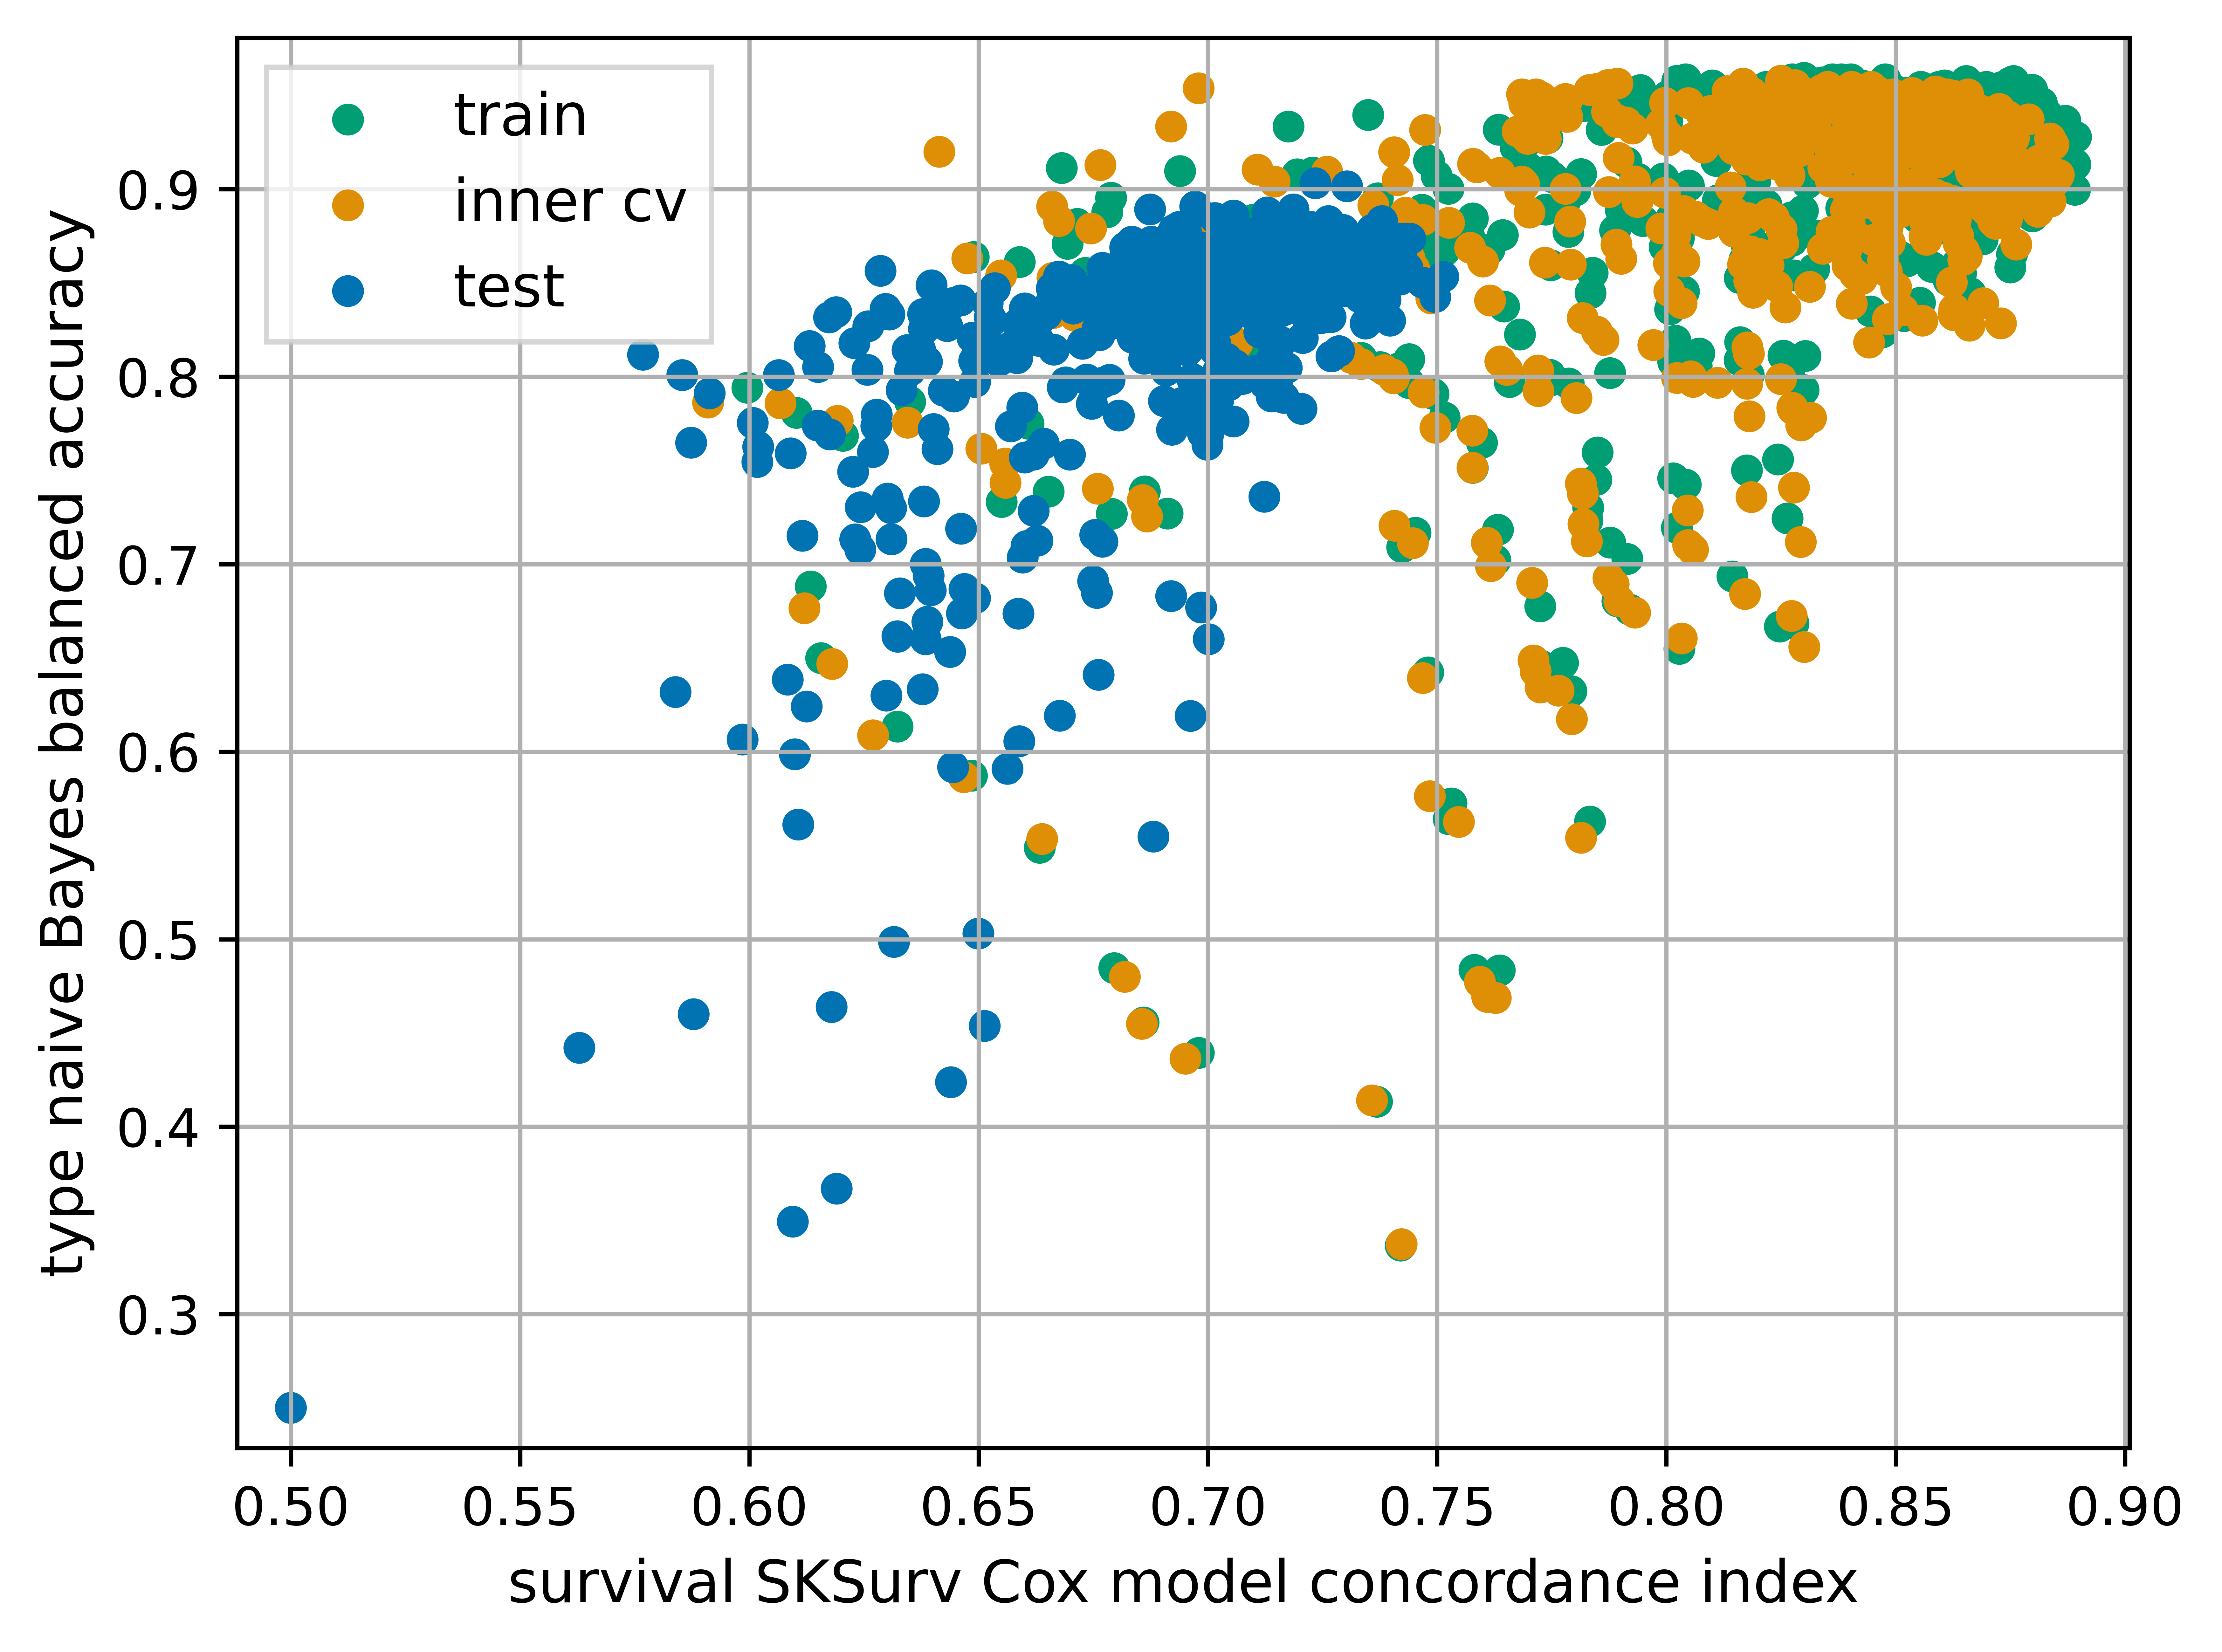 train
inner cv
test
type naive Bayes balanced accuracy
0.9
0.8
0.7
0.6
0.5
0.4
0.3
0.50 0.55 0.60 0.65 0.70 0.75 0.80 0.85 0.90
survival SKSurv Cox model concordance index